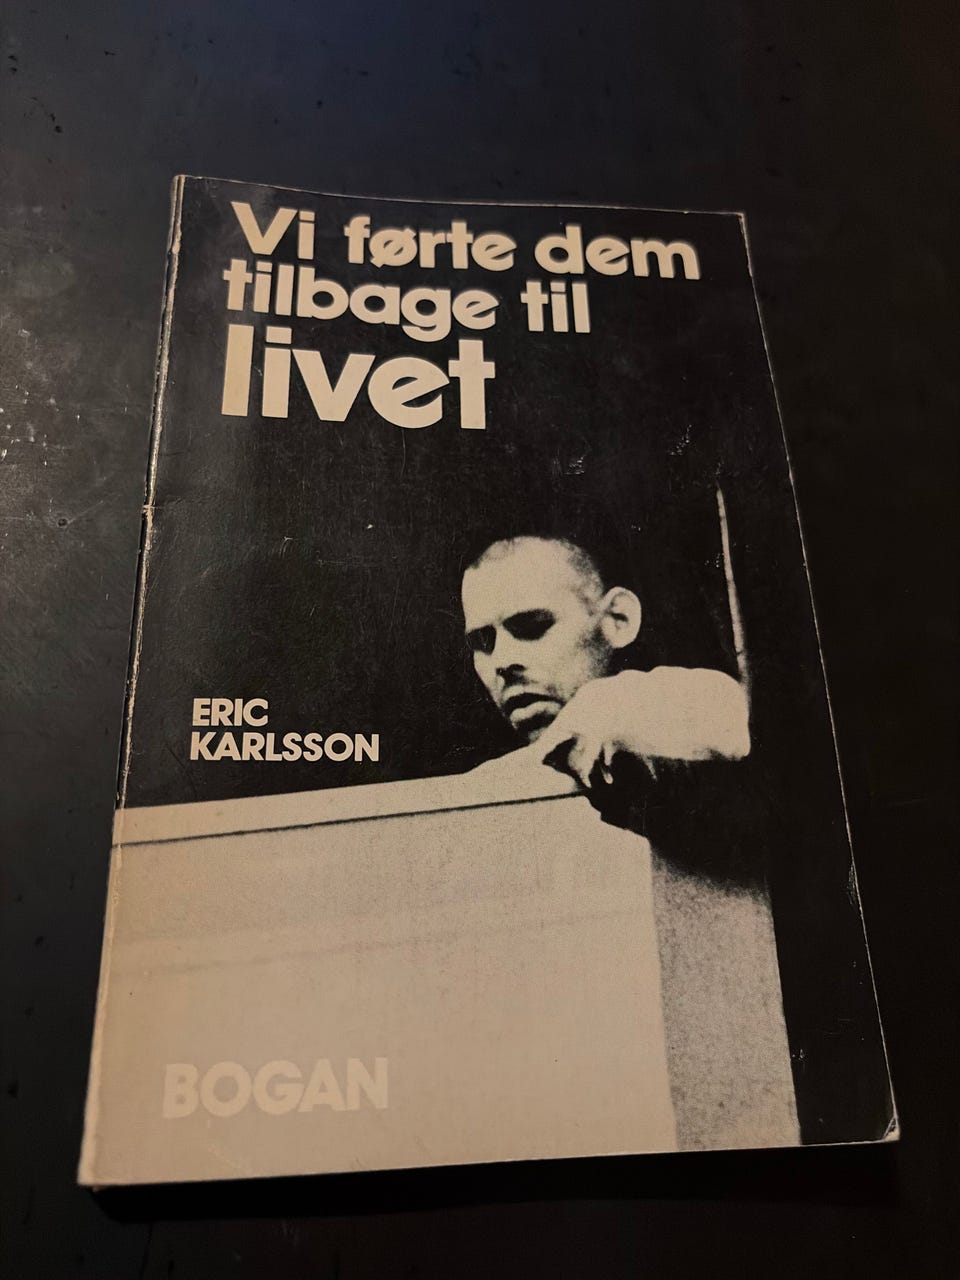 Vi førte dem
tilbage til
livet
ERIC
KARLSSON
BOGAN